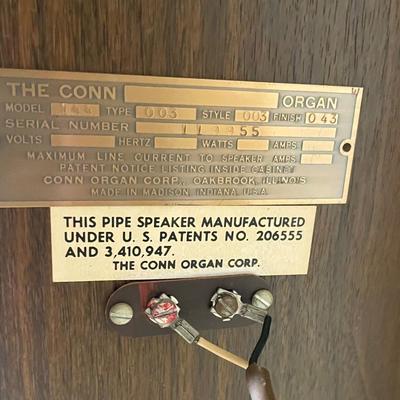 THE CONN ORGAN
MODEL 144 TYPE 003 STYLE 003 FINISH 043
SERIAL NUMBER
VOLTS HERTZ WATTS AMPS
MAXIMUM LINE CURRENT TO SPEAKER AMPS
PATENT NOTICE LISTING INSIDE CABINET
CONN ORGAN CORP., OAKBROOK, ILLINOIS
MADE IN MADISON, INDIANA, U.S.A.
THIS PIPE SPEAKER MANUFACTURED
UNDER U. S. PATENTS NO. 206555
AND 3,410,947.
THE CONN ORGAN CORP.